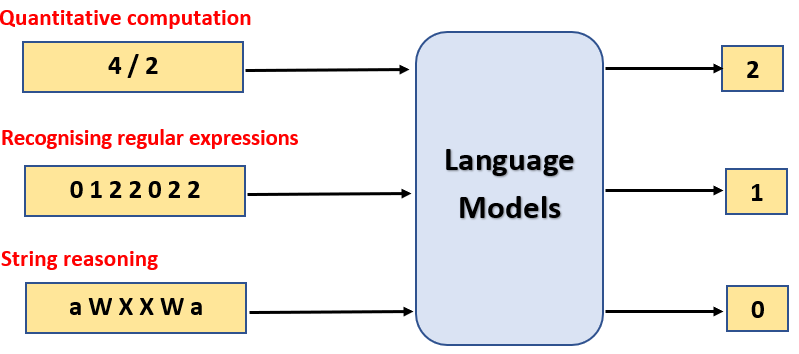 Quantitative computation
4 / 2
2
Recognising regular expressions
0 1 2 2 0 2 2
1
Language
Models
String reasoning
a W X X W a
0